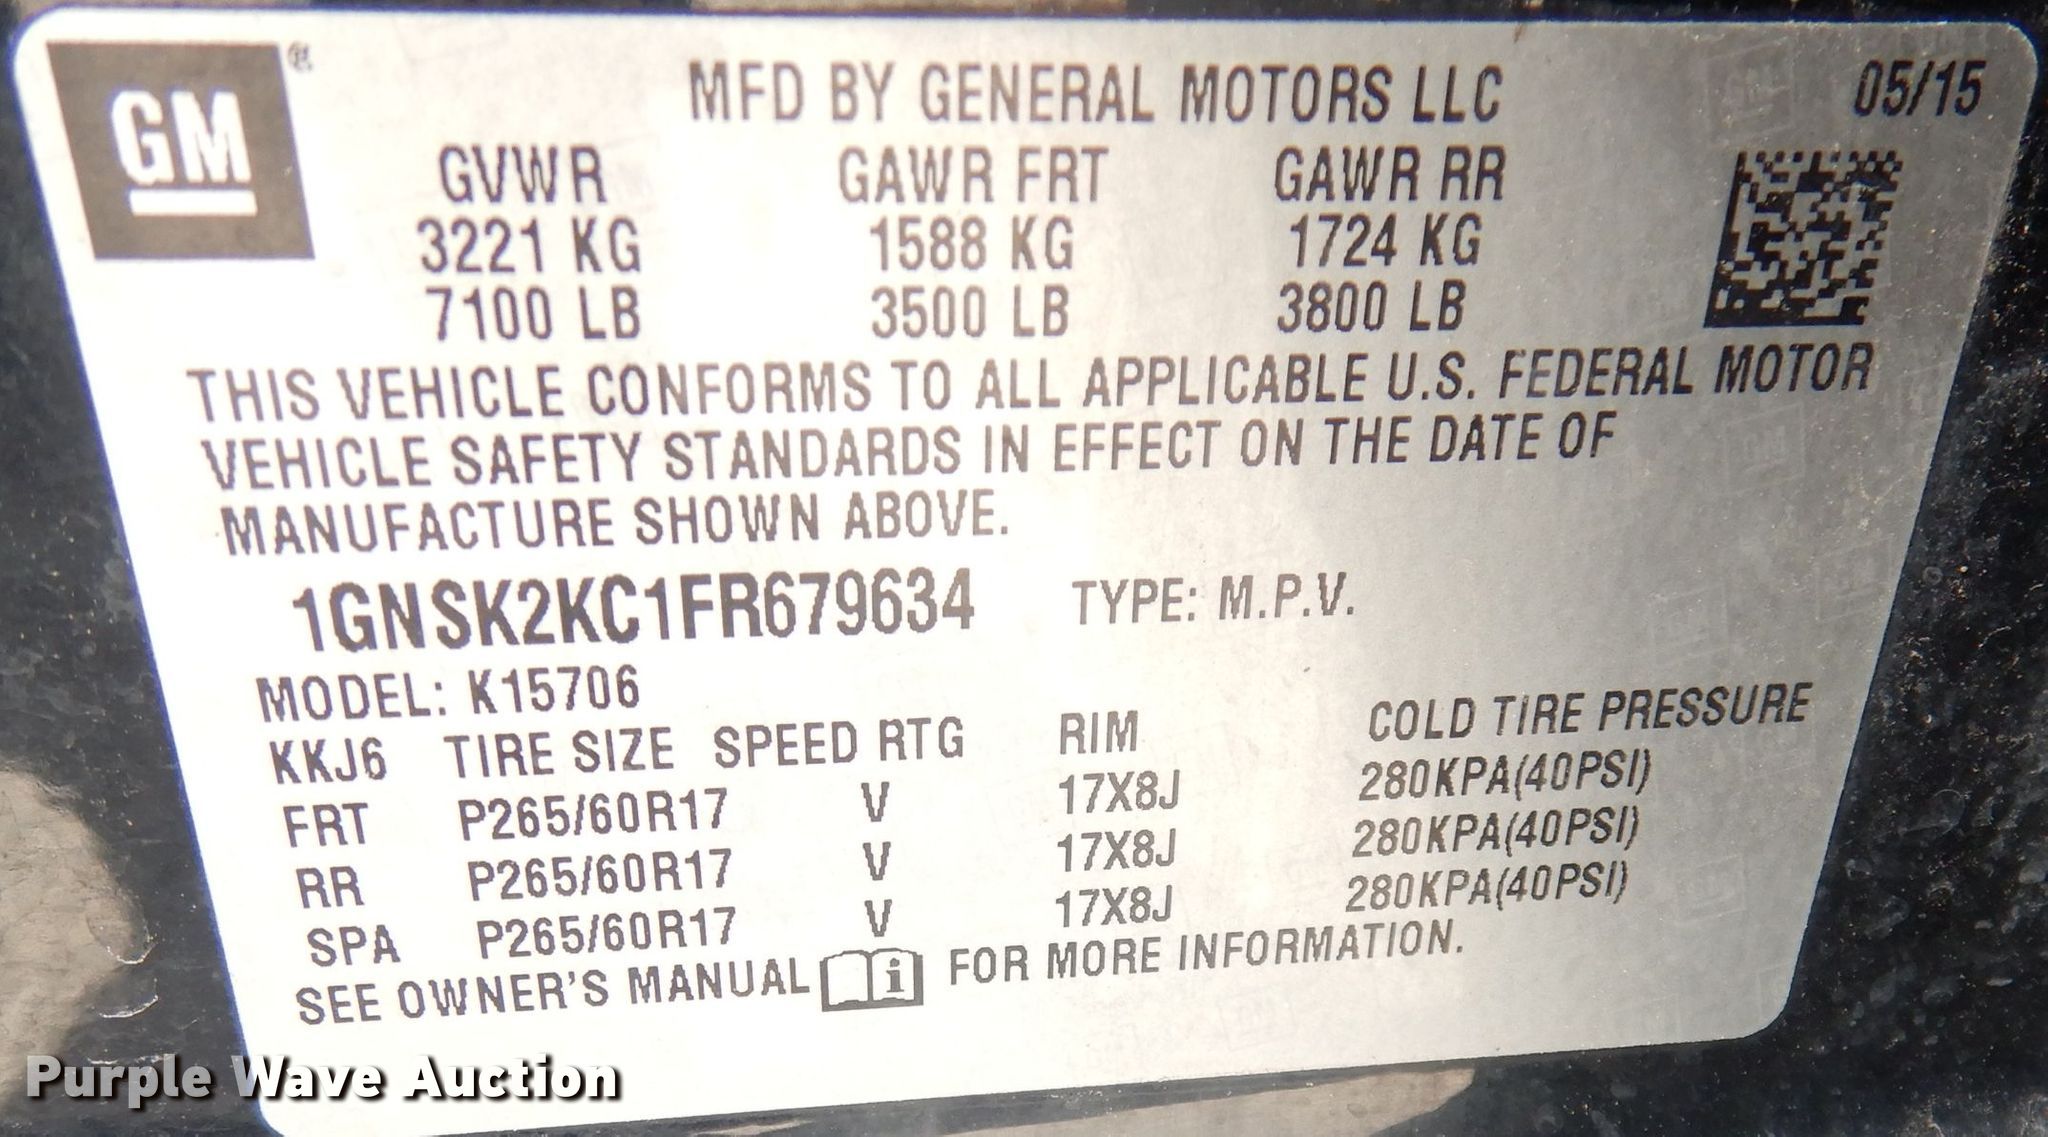 GM®
MFD BY GENERAL MOTORS LLC 05/15
GVWR GAWR FRT GAWR RR
3221 KG 1588 KG 1724 KG
7100 LB 3500 LB 3800 LB
THIS VEHICLE CONFORMS TO ALL APPLICABLE U.S. FEDERAL MOTOR
VEHICLE SAFETY STANDARDS IN EFFECT ON THE DATE OF
MANUFACTURE SHOWN ABOVE.
1GNSK2KC1FR679634 TYPE: M.P.V.
MODEL: K15706
KKJ6 TIRE SIZE SPEED RTG RIM COLD TIRE PRESSURE
FRT P265/60R17 V 17X8J 280KPA(40PSI)
RR P265/60R17 V 17X8J 280KPA(40PSI)
SPA P265/60R17 V 17X8J 280KPA(40PSI)
SEE OWNER'S MANUAL i FOR MORE INFORMATION.
Purple Wave Auction